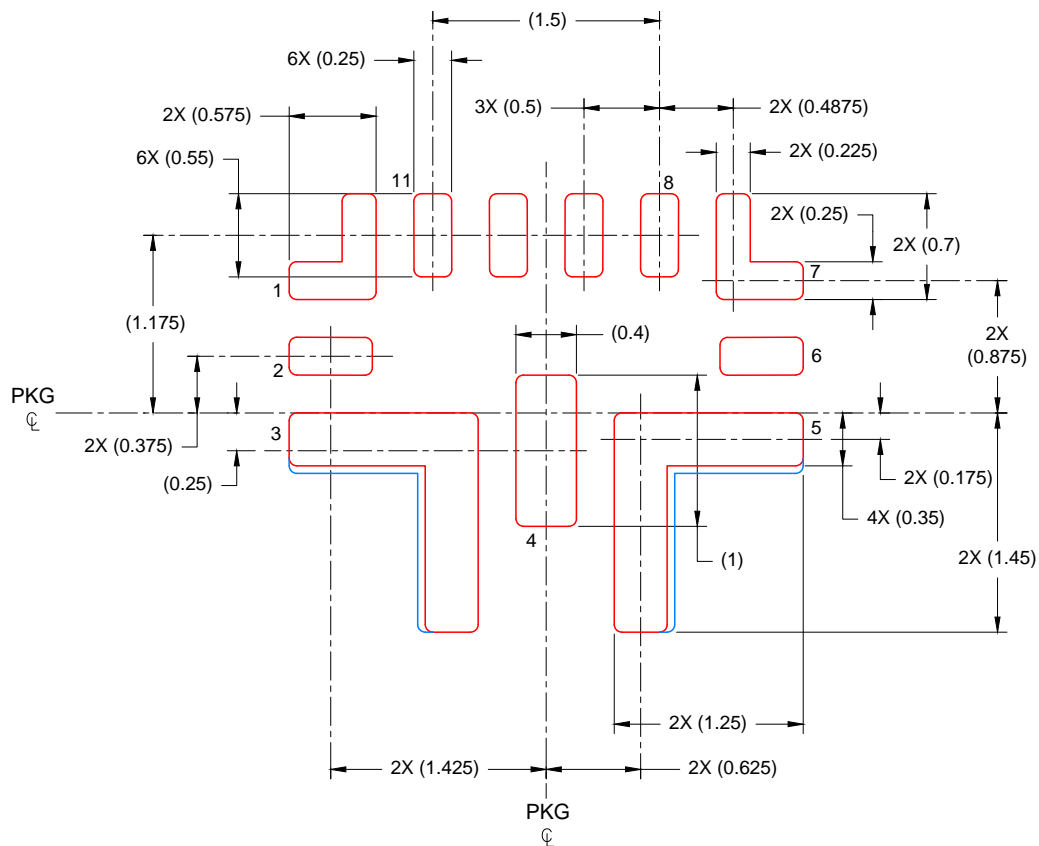 (1.5)
6X (0.25)
3X (0.5)
2X (0.4875)
2X (0.575)
2X (0.225)
6X (0.55)
11
8
2X (0.25)
2X (0.7)
1
7
(1.175)
(0.4)
2X
(0.875)
2
6
PKG
℄
3
5
2X (0.375)
2X (0.175)
(0.25)
4X (0.35)
4
(1)
2X (1.45)
2X (1.25)
2X (1.425)
2X (0.625)
PKG
℄